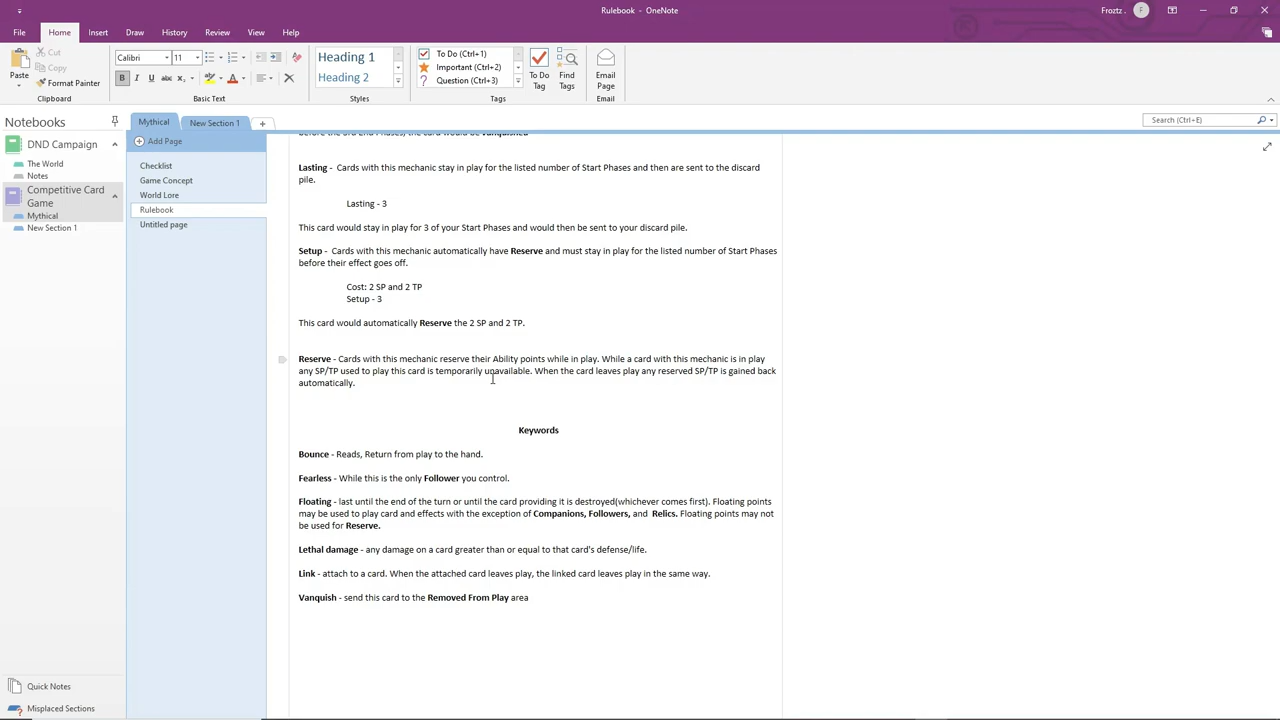 Rulebook - OneNote
Froztz . F
File Home Insert Draw History Review View Help
Paste
Cut
Copy
Format Painter
Clipboard
Calibri 11
B I U abc x₂ A
Basic Text
Heading 1
Heading 2
Styles
To Do (Ctrl+1)
Important (Ctrl+2)
Question (Ctrl+3)
Tags
To Do
Tag
Find
Tags
Email
Page
Email
Notebooks
DND Campaign
The World
Notes
Competitive Card
Game
Mythical
New Section 1
Quick Notes
Misplaced Sections
Mythical New Section 1 +
Search (Ctrl+E)
Add Page
Checklist
Game Concept
World Lore
Rulebook
Untitled page
before the 3rd End Phases, the card would be Vanquished
Lasting - Cards with this mechanic stay in play for the listed number of Start Phases and then are sent to the discard
pile.
Lasting - 3
This card would stay in play for 3 of your Start Phases and would then be sent to your discard pile.
Setup - Cards with this mechanic automatically have Reserve and must stay in play for the listed number of Start Phases
before their effect goes off.
Cost: 2 SP and 2 TP
Setup - 3
This card would automatically Reserve the 2 SP and 2 TP.
Reserve - Cards with this mechanic reserve their Ability points while in play. While a card with this mechanic is in play
any SP/TP used to play this card is temporarily unavailable. When the card leaves play any reserved SP/TP is gained back
automatically.
Keywords
Bounce - Reads, Return from play to the hand.
Fearless - While this is the only Follower you control.
Floating - last until the end of the turn or until the card providing it is destroyed(whichever comes first). Floating points
may be used to play card and effects with the exception of Companions, Followers, and Relics. Floating points may not
be used for Reserve.
Lethal damage - any damage on a card greater than or equal to that card's defense/life.
Link - attach to a card. When the attached card leaves play, the linked card leaves play in the same way.
Vanquish - send this card to the Removed From Play area